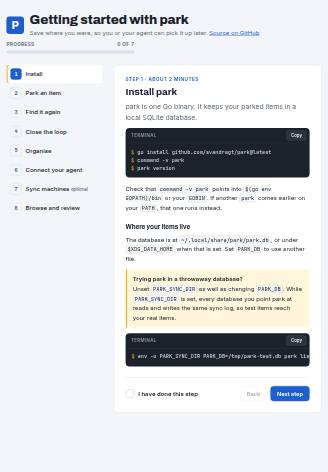 P
Getting started with park
Save where you were, so you or your agent can pick it up later. Source on GitHub
PROGRESS
0 OF 7
1 Install
2 Park an item
3 Find it again
4 Close the loop
5 Organise
6 Connect your agent
7 Sync machines optional
8 Browse and review
STEP 1 · ABOUT 2 MINUTES
Install park
park is one Go binary. It keeps your parked items in a
local SQLite file.
TERMINAL
Copy
$ go install github.com/svandragt/park@latest
$ command -v park
$ park version
Check that command -v park points into $(go env
GOPATH)/bin or your GOBIN. If another park comes earlier on
your PATH, that one runs instead.
Where your items live
The database is at ~/.local/share/park/park.db, or under
$XDG_DATA_HOME when that is set. Set PARK_DB to use another
file.
Trying park in a throwaway database?
Unset PARK_SYNC_DIR as well as changing PARK_DB. While
PARK_SYNC_DIR is set, every database you point park at
reads and writes the same sync log, so test items reach
your real items.
TERMINAL
Copy
$ env -u PARK_SYNC_DIR PARK_DB=/tmp/park-test.db park lis
I have done this step
Back
Next step